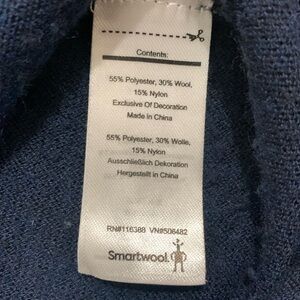 Contents:
55% Polyester, 30% Wool,
15% Nylon
Exclusive Of Decoration
Made in China
55% Polyester, 30% Wolle,
15% Nylon
Ausschließlich Dekoration
Hergestellt in China
RN#116388 VN#506482
Smartwool